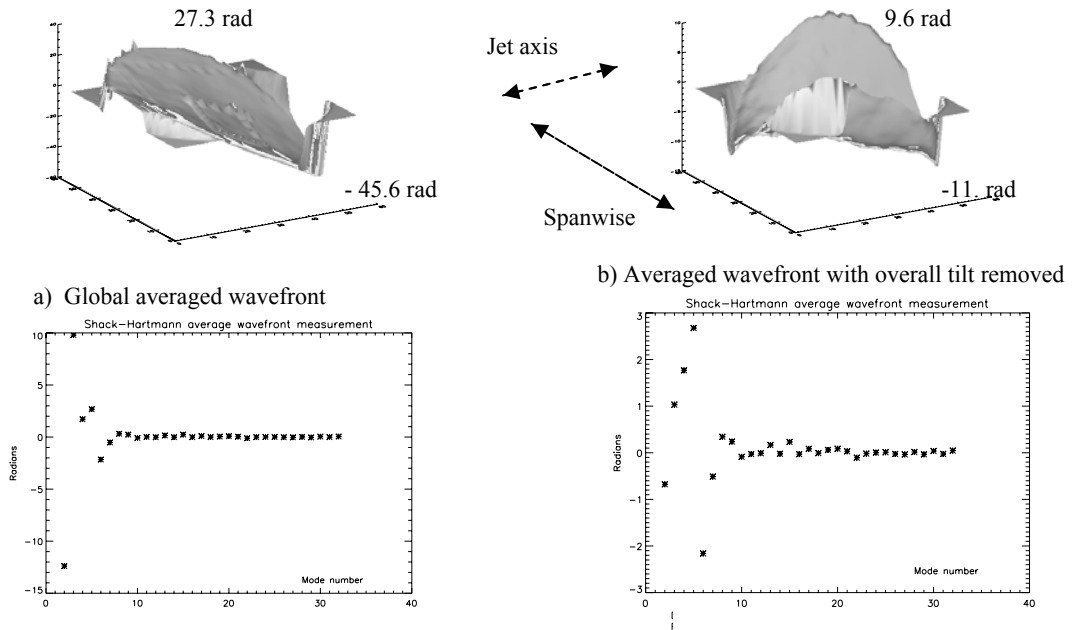 27.3 rad
9.6 rad
Jet axis
- 45.6 rad
Spanwise
-11. rad
a) Global averaged wavefront
b) Averaged wavefront with overall tilt removed
Shack-Hartmann average wavefront measurement
10
5
0
-5
-10
-15
Radians
Mode number
0
10
20
30
40
Shack-Hartmann average wavefront measurement
3
2
1
0
-1
-2
-3
Radians
Mode number
0
10
20
30
40